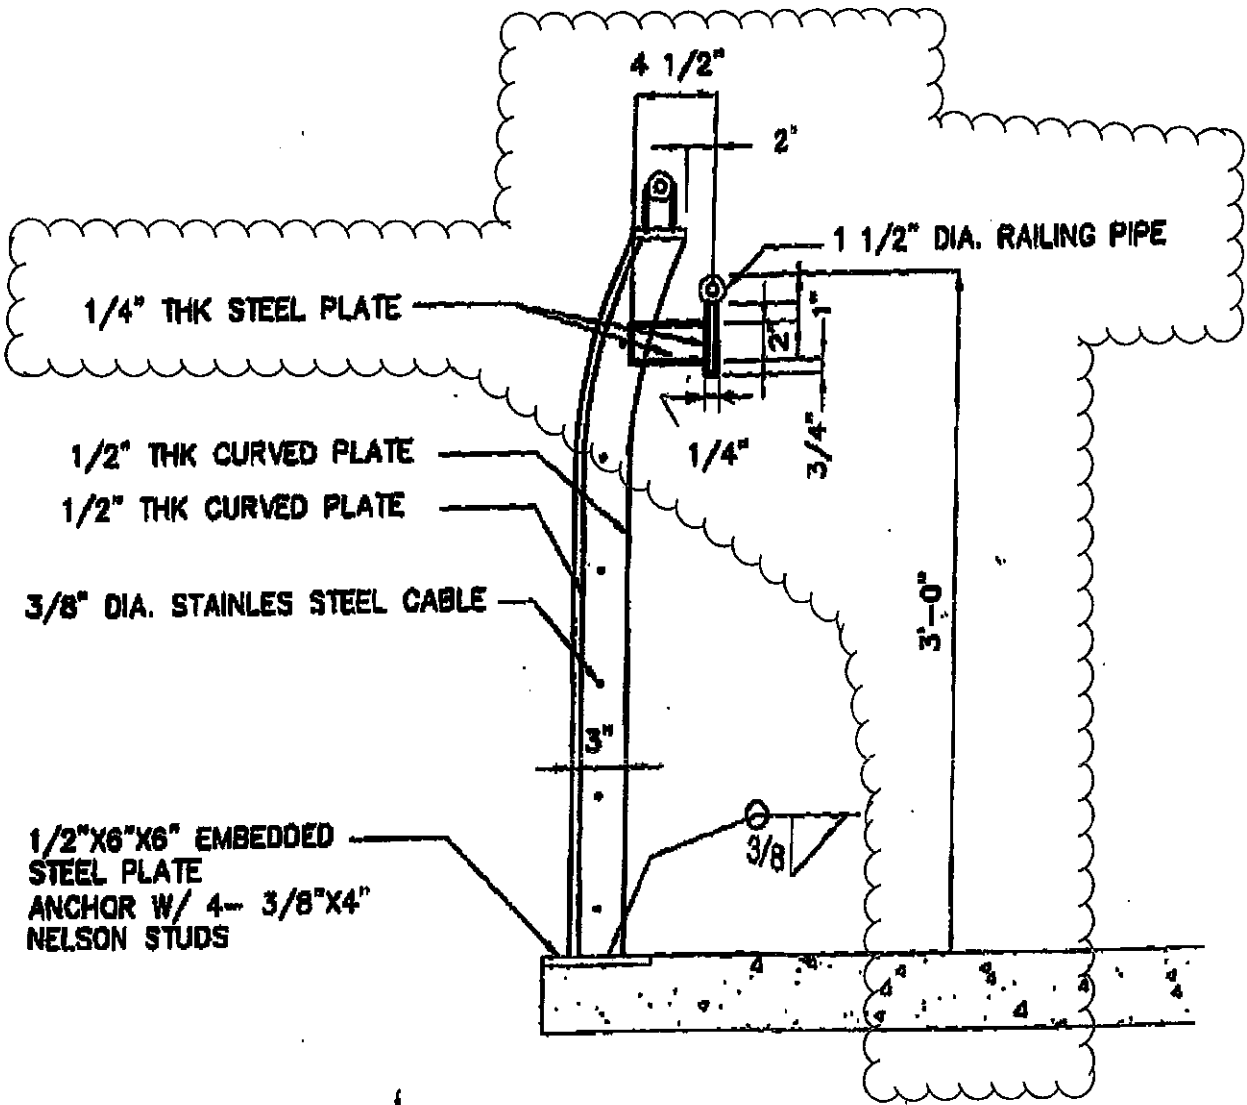 4 1/2"
2"
1 1/2" DIA. RAILING PIPE
1/4" THK STEEL PLATE
1"
2"
3/4"
1/4"
1/2" THK CURVED PLATE
1/2" THK CURVED PLATE
3/8" DIA. STAINLES STEEL CABLE
3'-0"
3"
3/8
1/2"X6"X6" EMBEDDED
STEEL PLATE
ANCHOR W/ 4- 3/8"X4"
NELSON STUDS